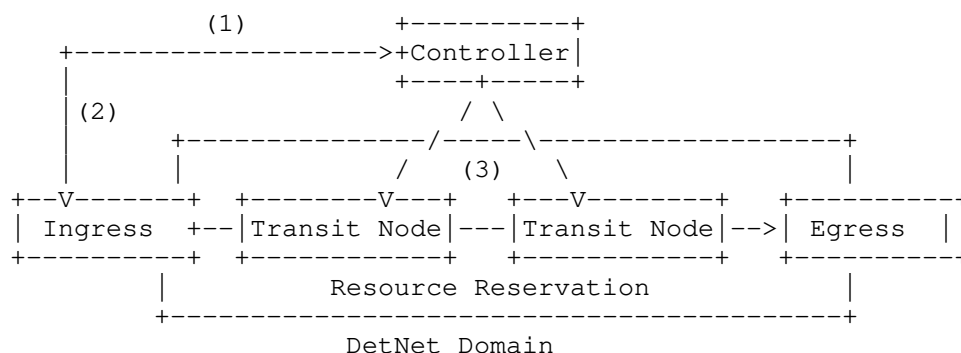 (1)
Controller
(2)
(3)
Ingress Transit Node Transit Node Egress
Resource Reservation
DetNet Domain